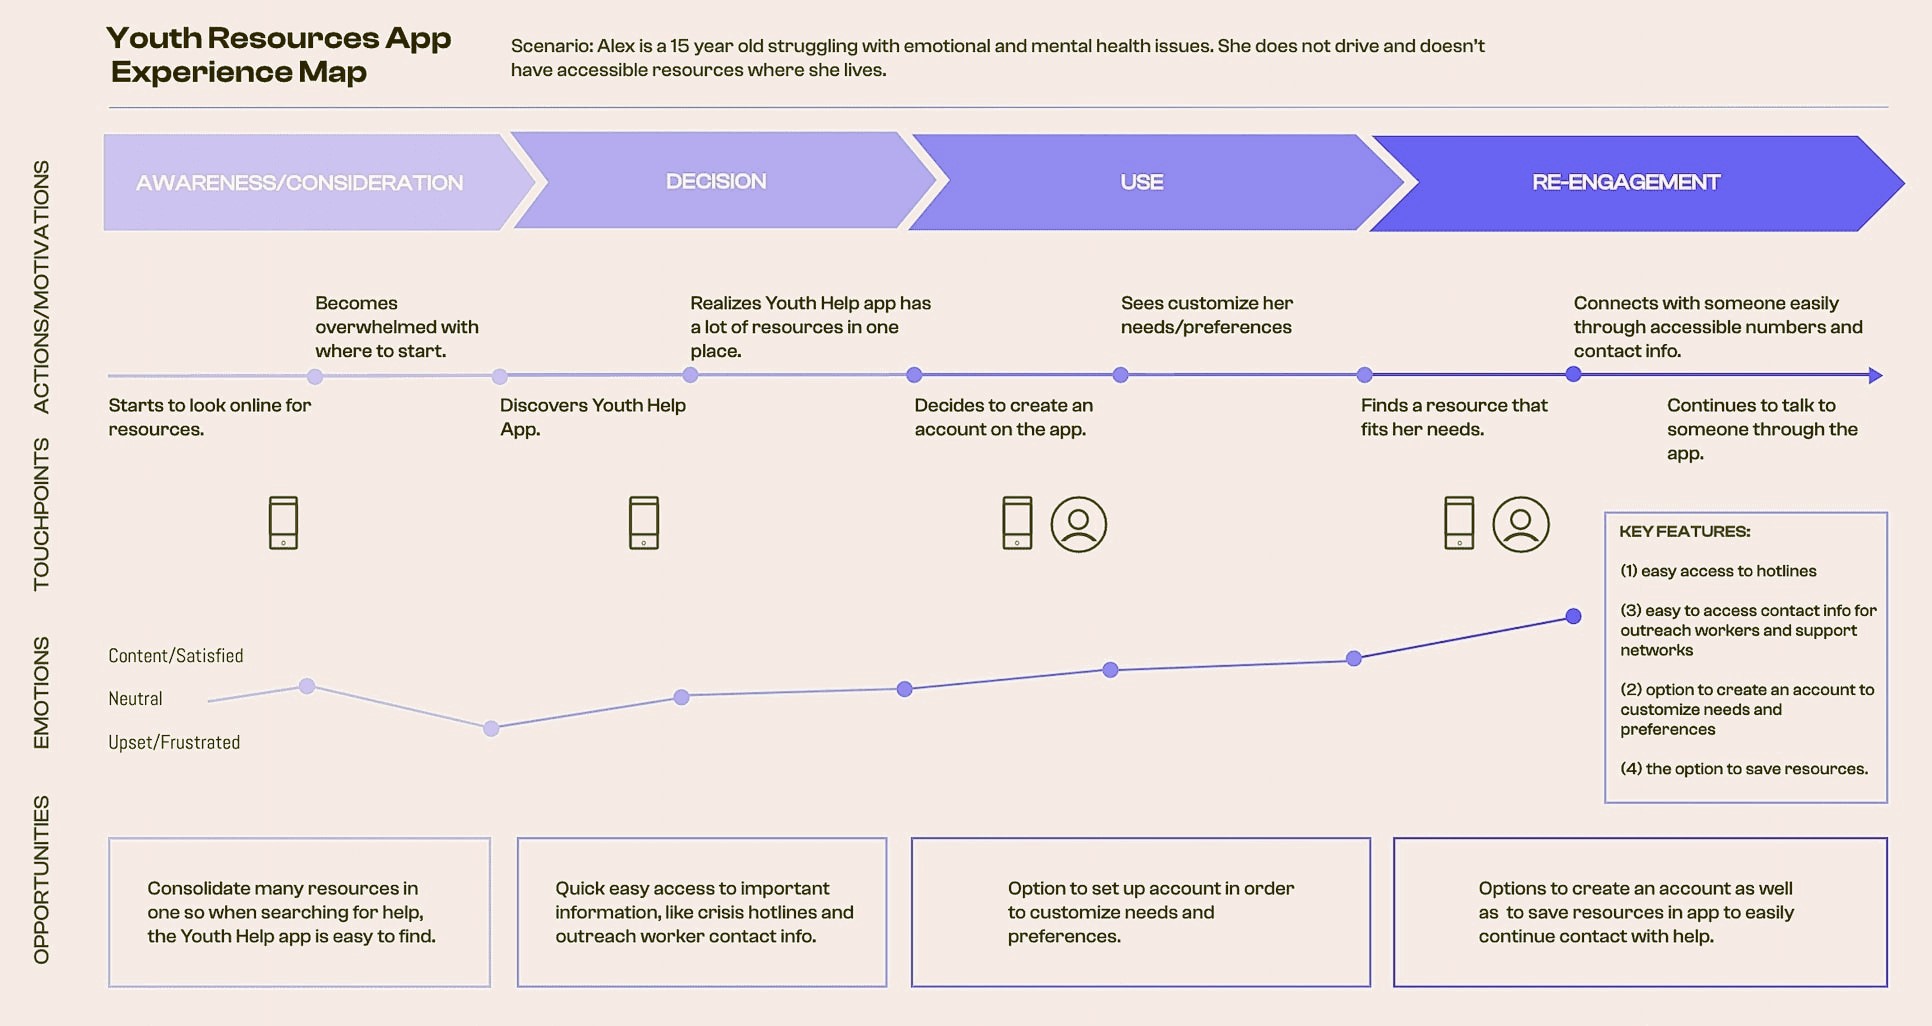 Youth Resources App
Experience Map
Scenario: Alex is a 15 year old struggling with emotional and mental health issues. She does not drive and doesn't
have accessible resources where she lives.
ACTIONS/MOTIVATIONS
AWARENESS/CONSIDERATION
DECISION
USE
RE-ENGAGEMENT
Becomes
overwhelmed with
where to start.
Realizes Youth Help app has
a lot of resources in one
place.
Sees customize her
needs/preferences
Connects with someone easily
through accessible numbers and
contact info.
Starts to look online for
resources.
Discovers Youth Help
App.
Decides to create an
account on the app.
Finds a resource that
fits her needs.
Continues to talk to
someone through the
app.
TOUCHPOINTS
KEY FEATURES:
(1) easy access to hotlines
(3) easy to access contact info for
outreach workers and support
networks
(2) option to create an account to
customize needs and
preferences
(4) the option to save resources.
EMOTIONS
Content/Satisfied
Neutral
Upset/Frustrated
OPPORTUNITIES
Consolidate many resources in
one so when searching for help,
the Youth Help app is easy to find.
Quick easy access to important
information, like crisis hotlines and
outreach worker contact info.
Option to set up account in order
to customize needs and
preferences.
Options to create an account as well
as  to save resources in app to easily
continue contact with help.